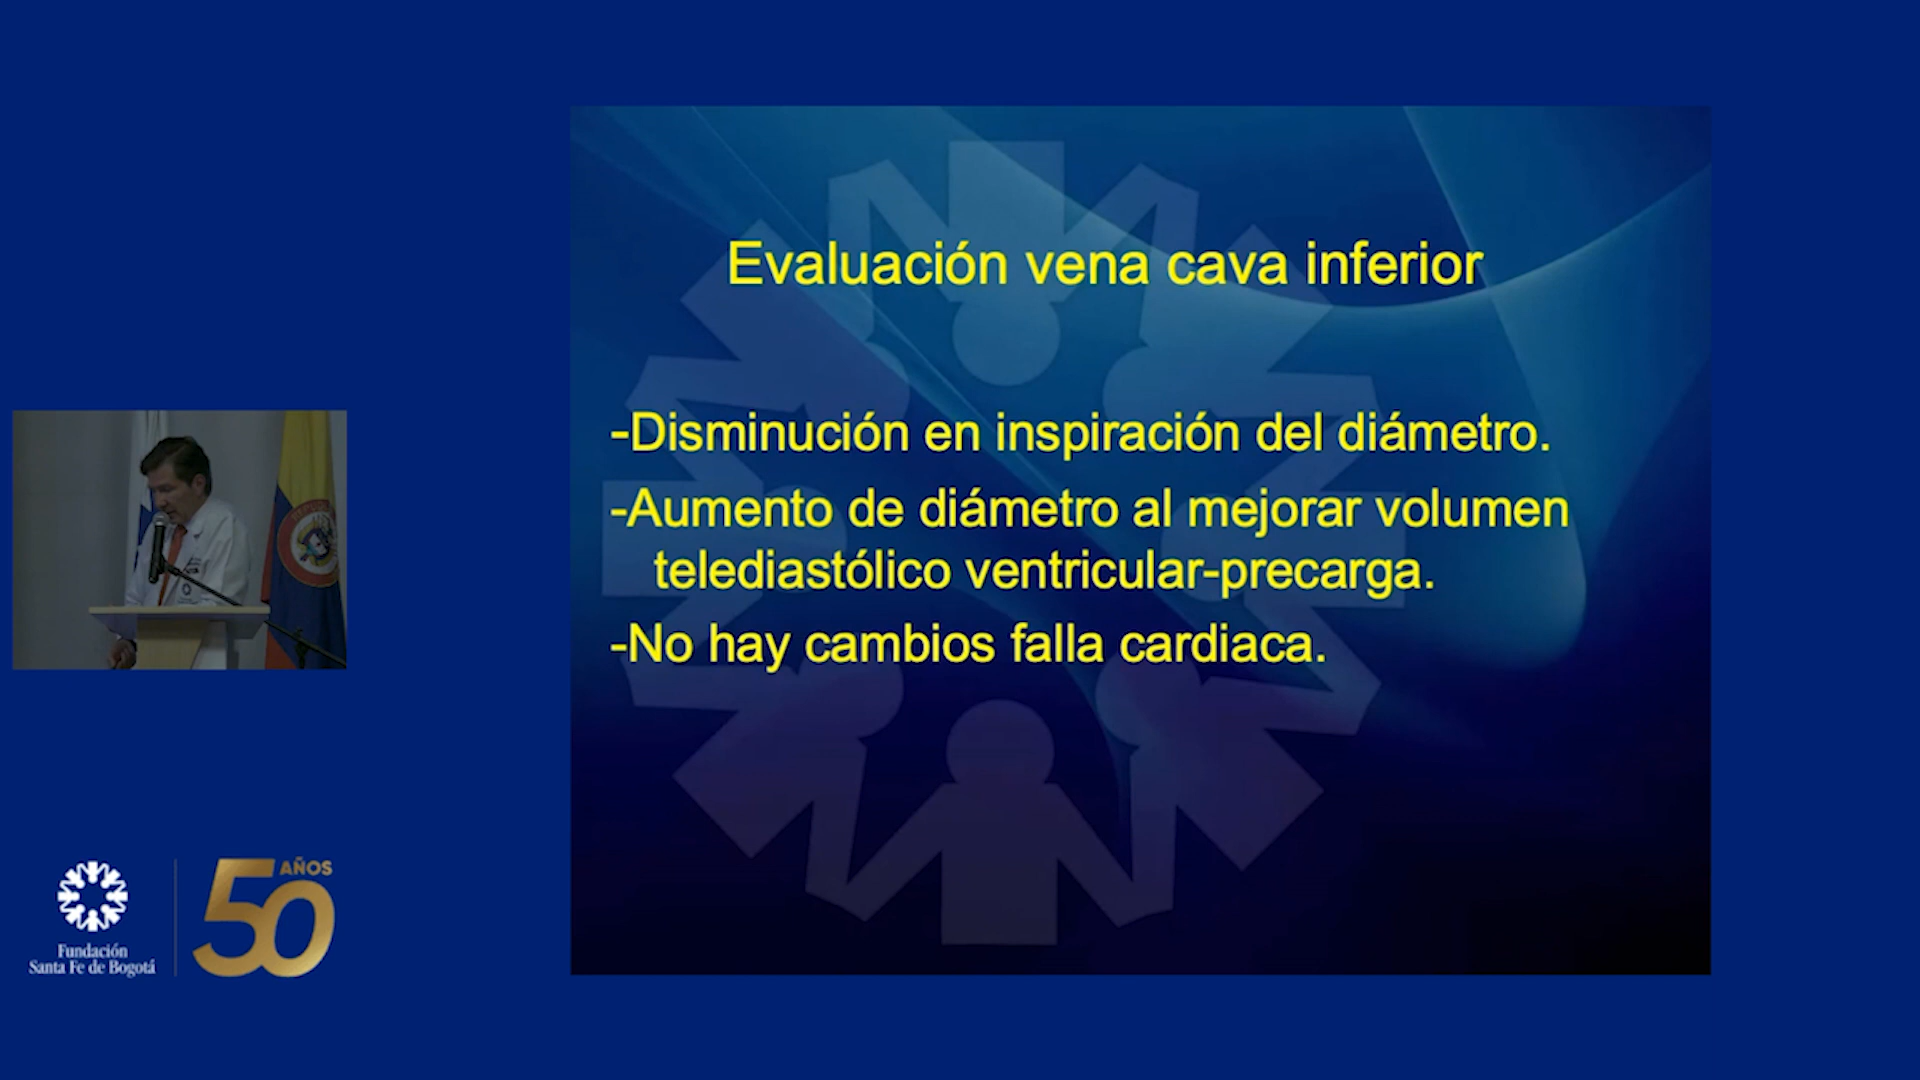 Evaluación vena cava inferior
-Disminución en inspiración del diámetro.
-Aumento de diámetro al mejorar volumen
telediastólico ventricular-precarga.
-No hay cambios falla cardiaca.
Fundación
Santa Fe de Bogotá
50 AÑOS